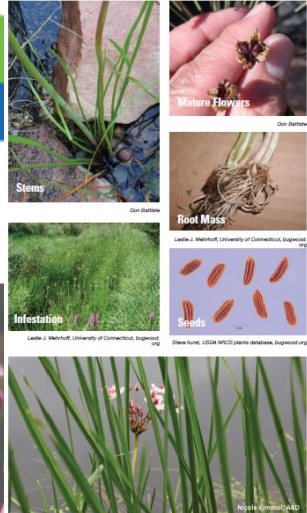 Stems
Don Battiste
Mature Flowers
Don Battiste
Root Mass
Leslie J. Mehrhoff, University of Connecticut, bugwood.
org
Infestation
Leslie J. Mehrhoff, University of Connecticut, bugwood.
org
Seeds
Steve hurst, USDA NRCS plants database, bugwood.org
Nicole Kimmel, ARD